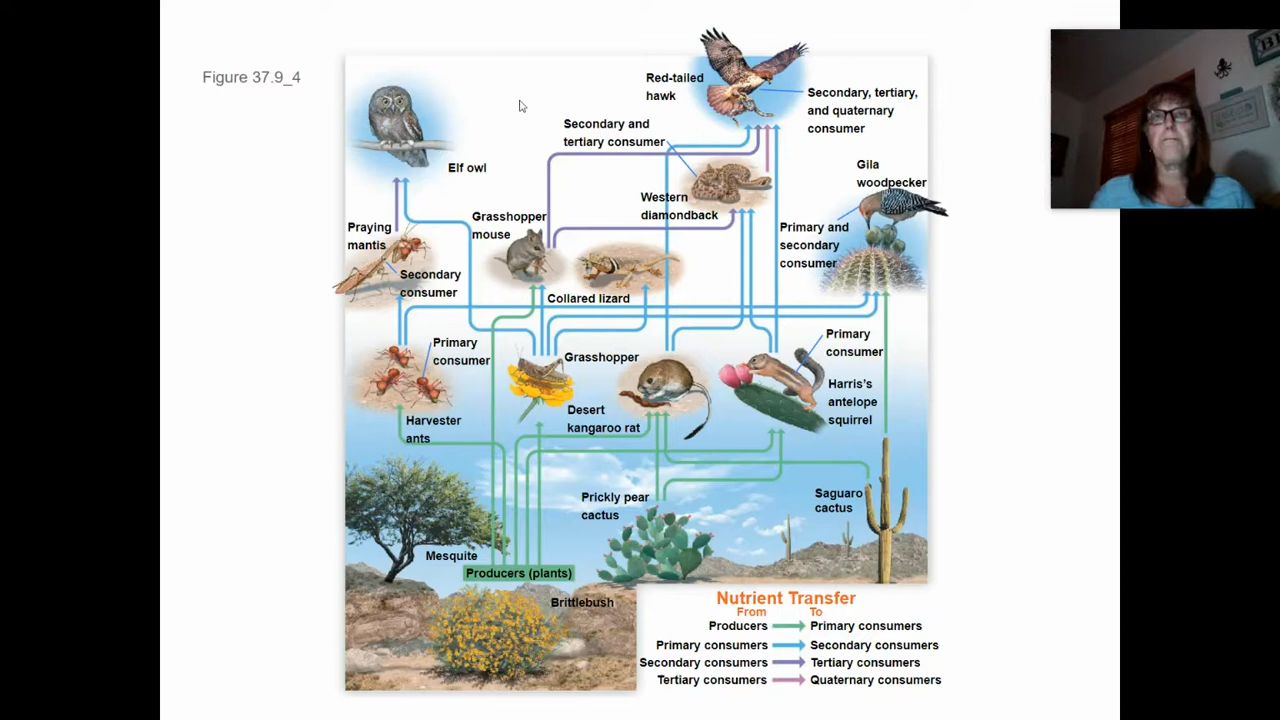 Figure 37.9_4
Red-tailed
hawk
Secondary, tertiary,
and quaternary
consumer
Secondary and
tertiary consumer
Elf owl
Gila
woodpecker
Western
diamondback
Grasshopper
mouse
Praying
mantis
Primary and
secondary
consumer
Secondary
consumer
Collared lizard
Primary
consumer
Primary
consumer
Grasshopper
Harris's
antelope
squirrel
Desert
kangaroo rat
Harvester
ants
Prickly pear
cactus
Saguaro
cactus
Mesquite
Producers (plants)
Brittlebush
Nutrient Transfer
From To
Producers Primary consumers
Primary consumers Secondary consumers
Secondary consumers Tertiary consumers
Tertiary consumers Quaternary consumers